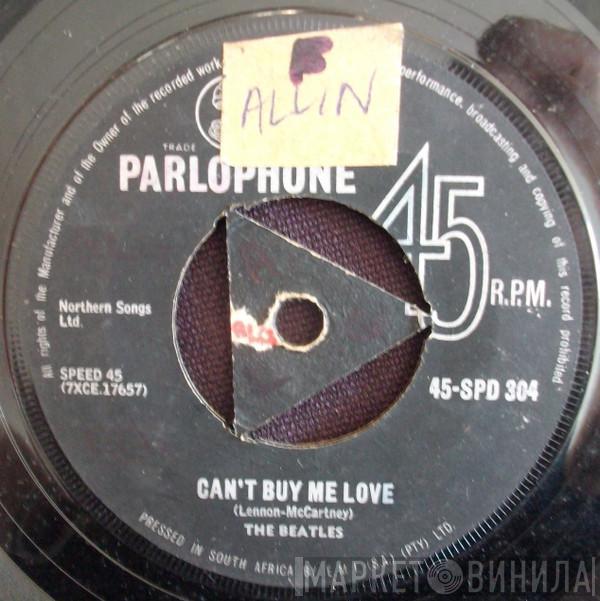 F
ALLIN
All rights of the Manufacturer and of the Owner of the recorded work
performance, broadcasting and copying of this record prohibited
TRADE
PARLOPHONE
45
R.P.M.
Northern Songs
Ltd.
SPEED 45
(7XCE.17657)
45-SPD 304
CAN'T BUY ME LOVE
(Lennon-McCartney)
THE BEATLES
PRESSED IN SOUTH AFRICA BY E.M.I. (S.A.) (PTY) LTD.
МАРКЕТ ВИНИЛА